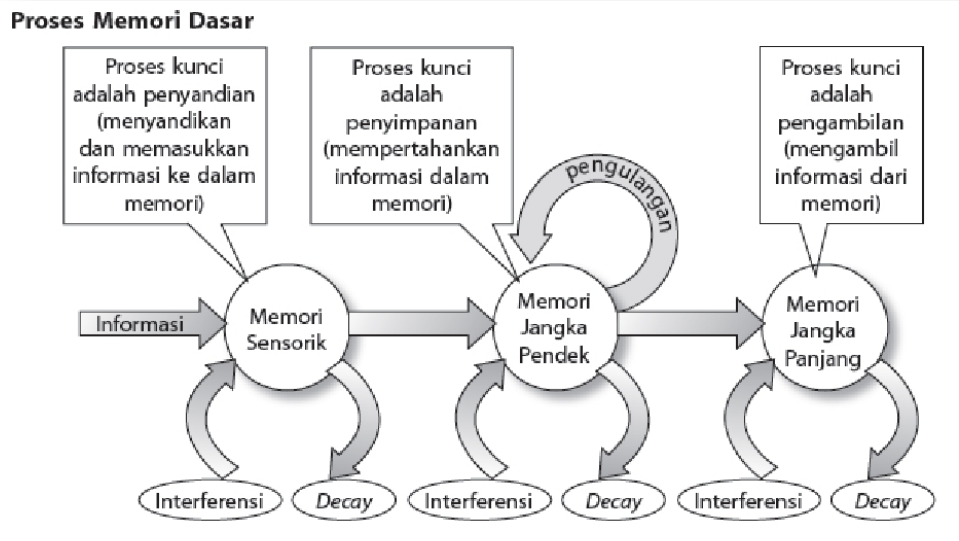 Proses Memori Dasar
Proses kunci
adalah penyandian
(menyandikan
dan memasukkan
informasi ke dalam
memori)
Proses kunci
adalah
penyimpanan
(mempertahankan
informasi dalam
memori)
pengulangan
Proses kunci
adalah
pengambilan
(mengambil
informasi dari
memori)
Informasi
Memori
Sensorik
Memori
Jangka
Pendek
Memori
Jangka
Panjang
Interferensi
Decay
Interferensi
Decay
Interferensi
Decay